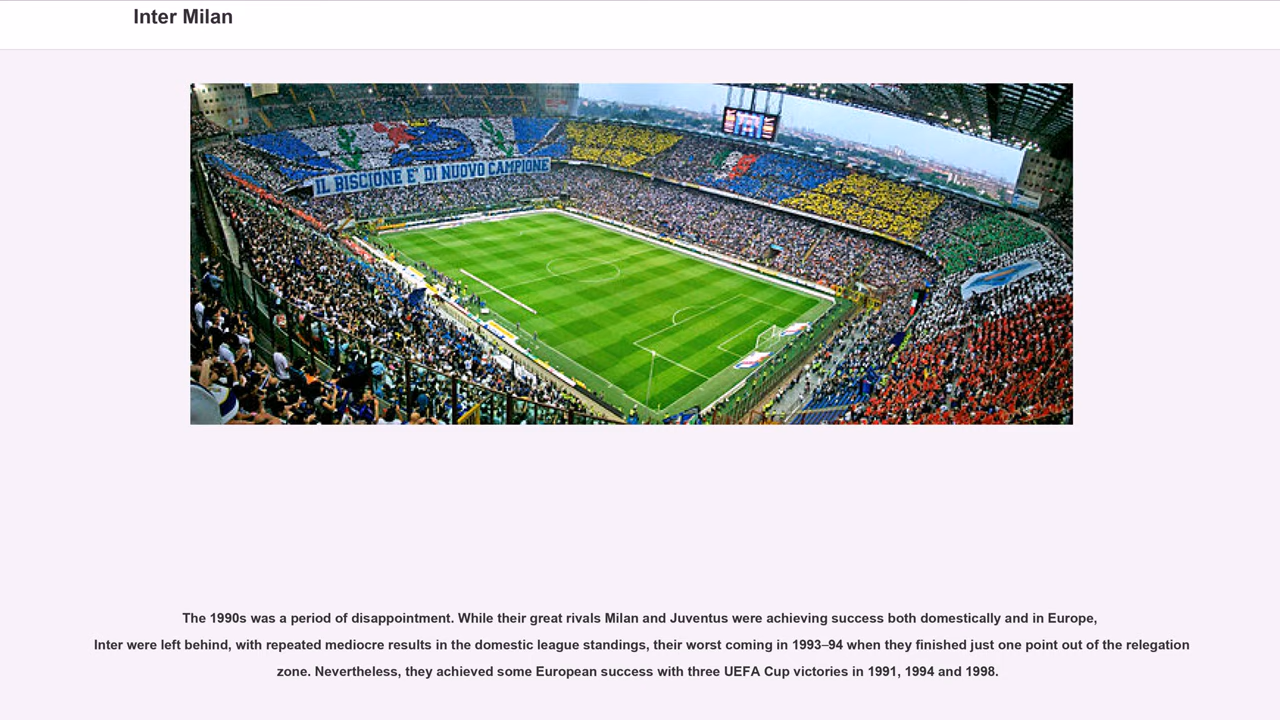 Inter Milan
IL BISCIONE E' DI NUOVO CAMPIONE
The 1990s was a period of disappointment. While their great rivals Milan and Juventus were achieving success both domestically and in Europe,
Inter were left behind, with repeated mediocre results in the domestic league standings, their worst coming in 1993–94 when they finished just one point out of the relegation
zone. Nevertheless, they achieved some European success with three UEFA Cup victories in 1991, 1994 and 1998.